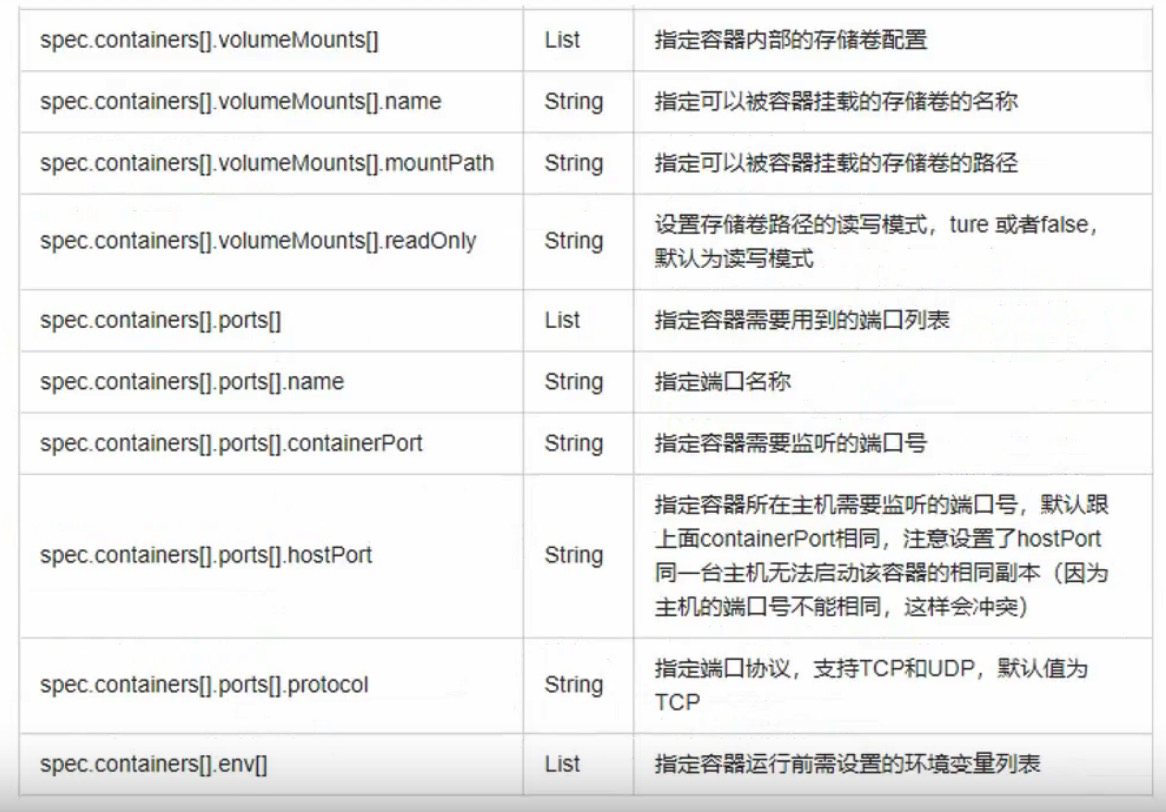 spec.containers[].volumeMounts[] List 指定容器内部的存储卷配置
spec.containers[].volumeMounts[].name String 指定可以被容器挂载的存储卷的名称
spec.containers[].volumeMounts[].mountPath String 指定可以被容器挂载的存储卷的路径
spec.containers[].volumeMounts[].readOnly String 设置存储卷路径的读写模式，ture 或者false，
默认为读写模式
spec.containers[].ports[] List 指定容器需要用到的端口列表
spec.containers[].ports[].name String 指定端口名称
spec.containers[].ports[].containerPort String 指定容器需要监听的端口号
spec.containers[].ports[].hostPort String 指定容器所在主机需要监听的端口号，默认跟
上面containerPort相同，注意设置了hostPort
同一台主机无法启动该容器的相同副本（因为
主机的端口号不能相同，这样会冲突）
spec.containers[].ports[].protocol String 指定端口协议，支持TCP和UDP，默认值为
TCP
spec.containers[].env[] List 指定容器运行前需设置的环境变量列表